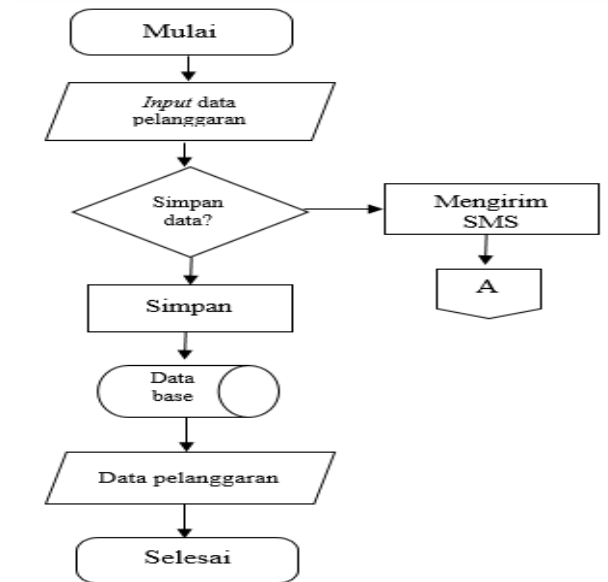 Mulai
Input data
pelanggaran
Simpan
data?
Mengirim
SMS
A
Simpan
Data
base
Data pelanggaran
Selesai